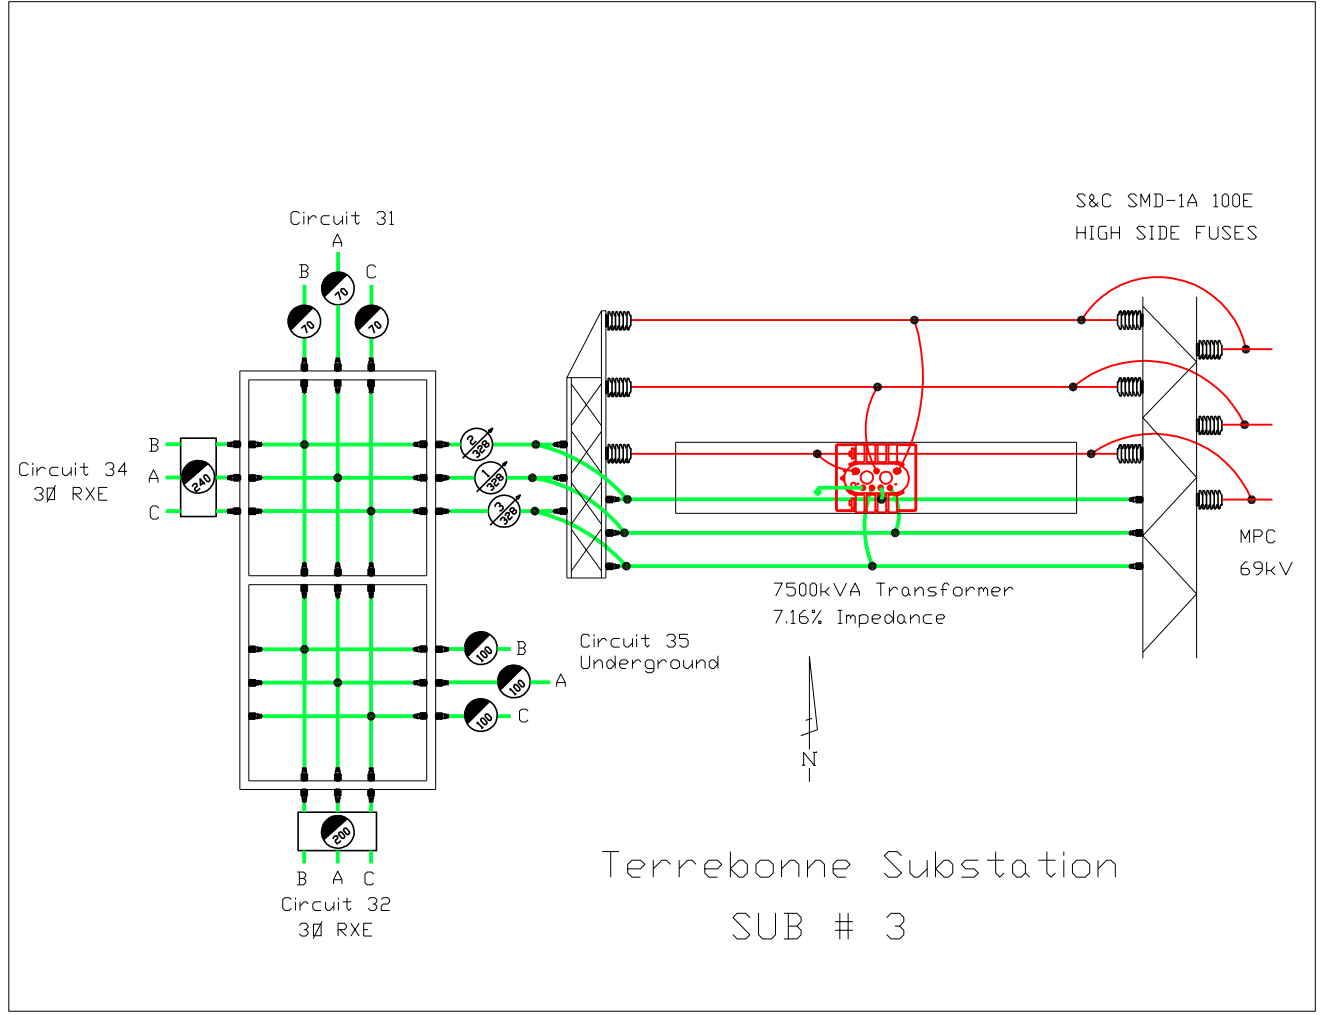 S&C SMD-1A 100E
HIGH SIDE FUSES
Circuit 31
A
B
C
70
70
70
B
A
C
Circuit 34
3Ø RXE
240
2
328
1
328
3
328
MPC
69kV
7500kVA Transformer
7.16% Impedance
Circuit 35
Underground
100
B
100
A
100
C
N
200
B
A
C
Circuit 32
3Ø RXE
Terrebonne Substation
SUB # 3